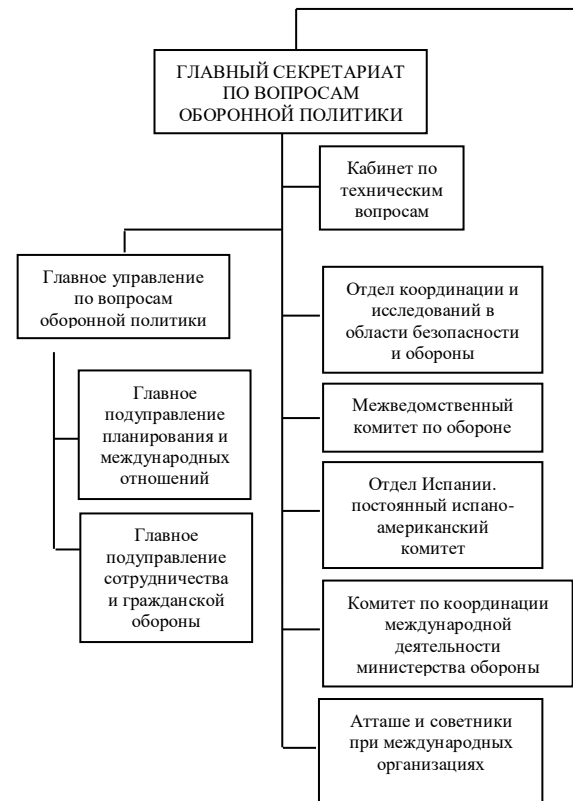 ГЛАВНЫЙ СЕКРЕТАРИАТ
ПО ВОПРОСАМ
ОБОРОННОЙ ПОЛИТИКИ
Кабинет по
техническим
вопросам
Главное управление
по вопросам
оборонной политики
Отдел координации и
исследований в
области безопасности
и обороны
Главное
подуправление
планирования и
международных
отношений
Межведомственный
комитет по обороне
Отдел Испании.
постоянный испано-
американский
комитет
Главное
подуправление
сотрудничества
и гражданской
обороны
Комитет по координации
международной
деятельности
министерства обороны
Атташе и советники
при международных
организациях